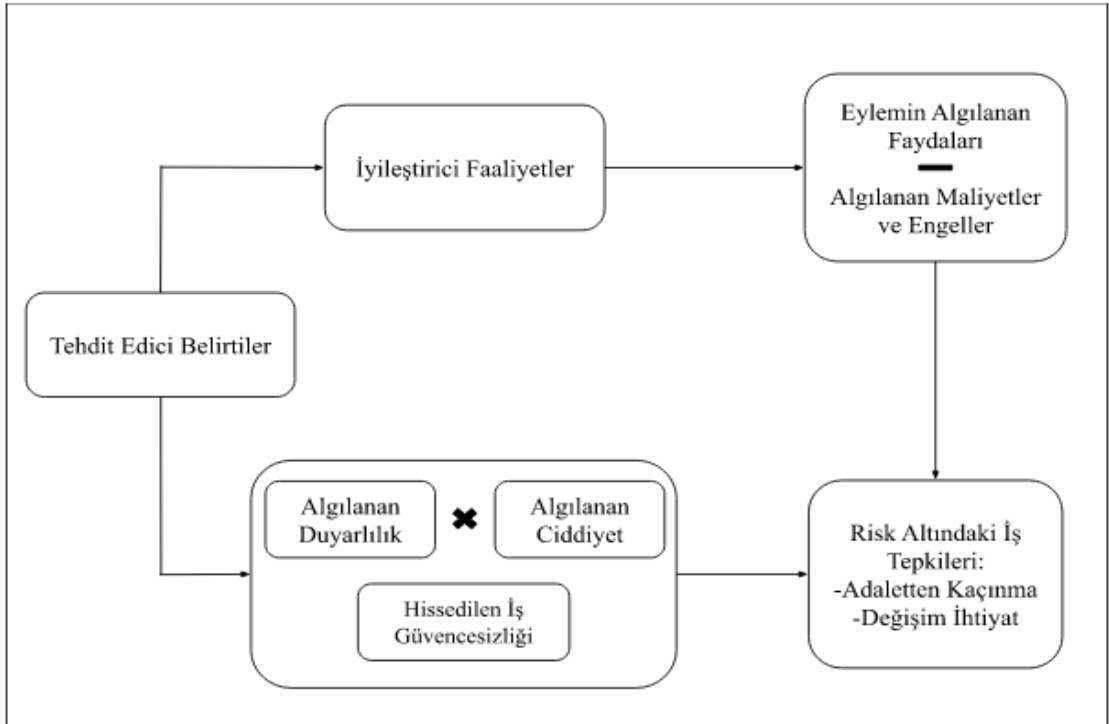 Eylemin Algılanan
Faydaları
Algılanan Maliyetler
ve Engeller
İyileştirici Faaliyetler
Tehdit Edici Belirtiler
Algılanan
Duyarlılık
Algılanan
Ciddiyet
Hissedilen İş
Güvencesizliği
Risk Altındaki İş
Tepkileri:
-Adaletten Kaçınma
-Değişim İhtiyat